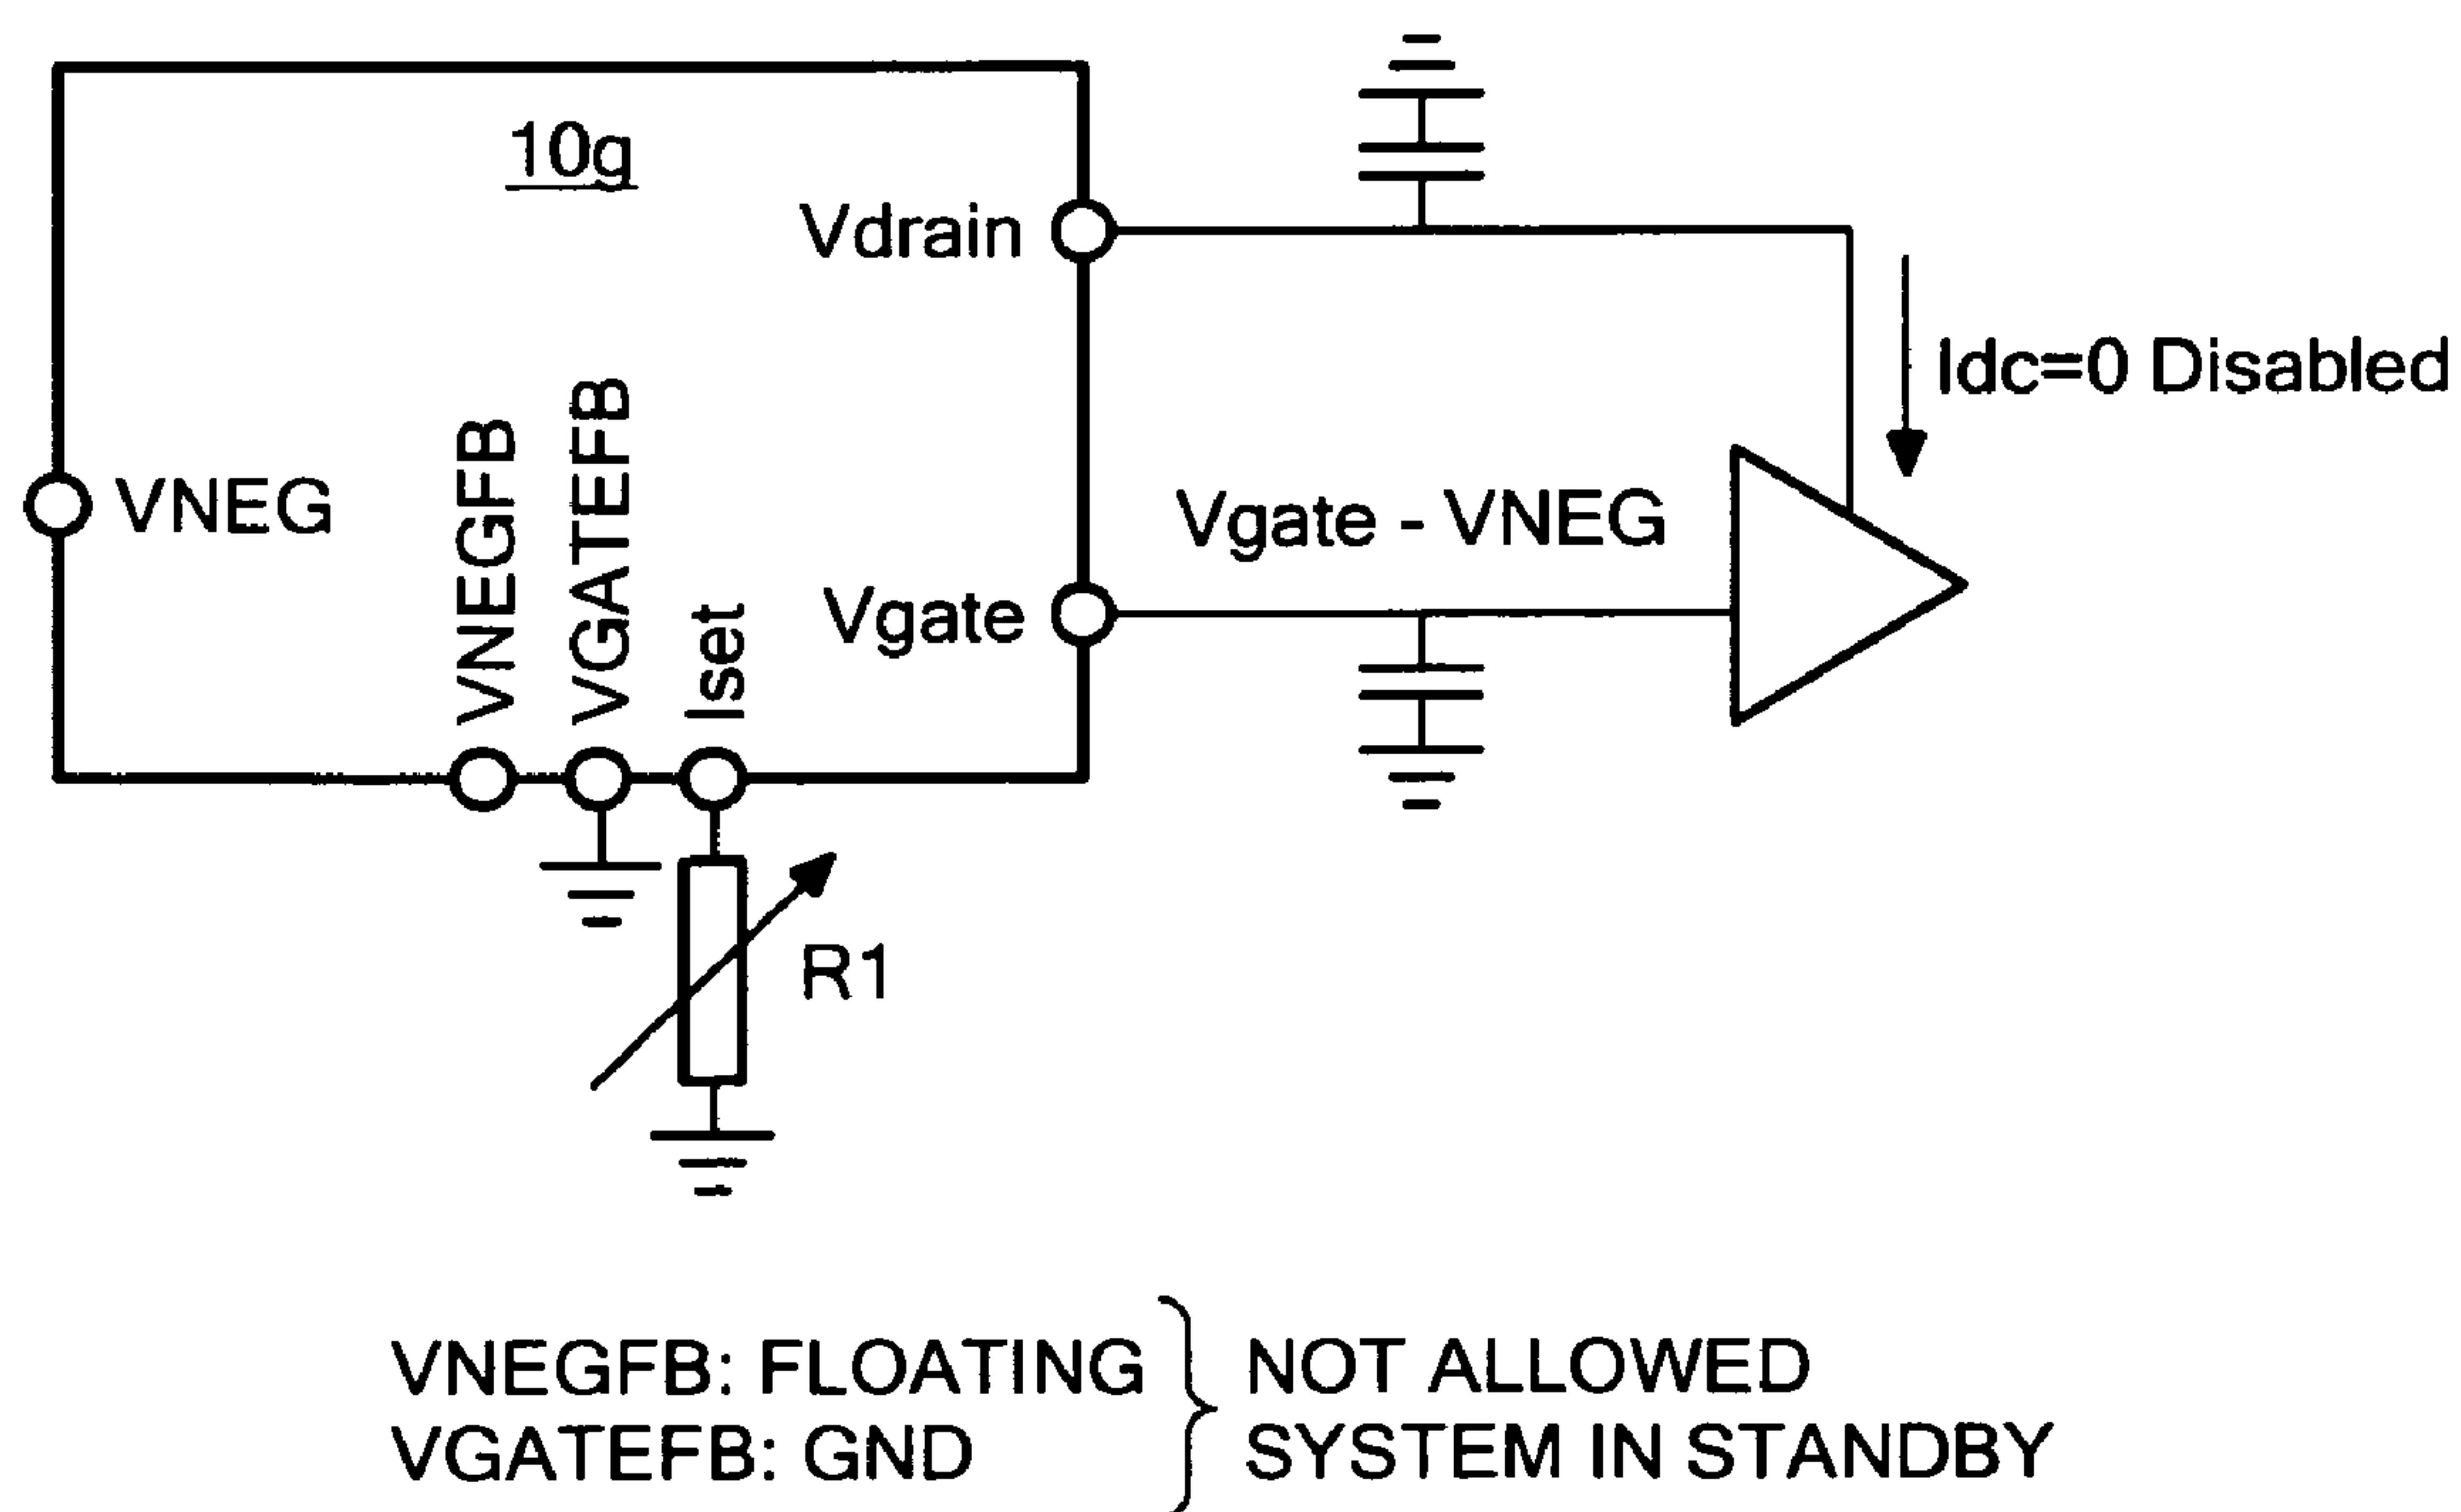 10g
Vdrain
Idc=0 Disabled
VNEG
VNEGFB
VGATEFB
Iset
Vgate - VNEG
Vgate
R1
VNEGFB: FLOATING
VGATEFB: GND
NOT ALLOWED
SYSTEM IN STANDBY